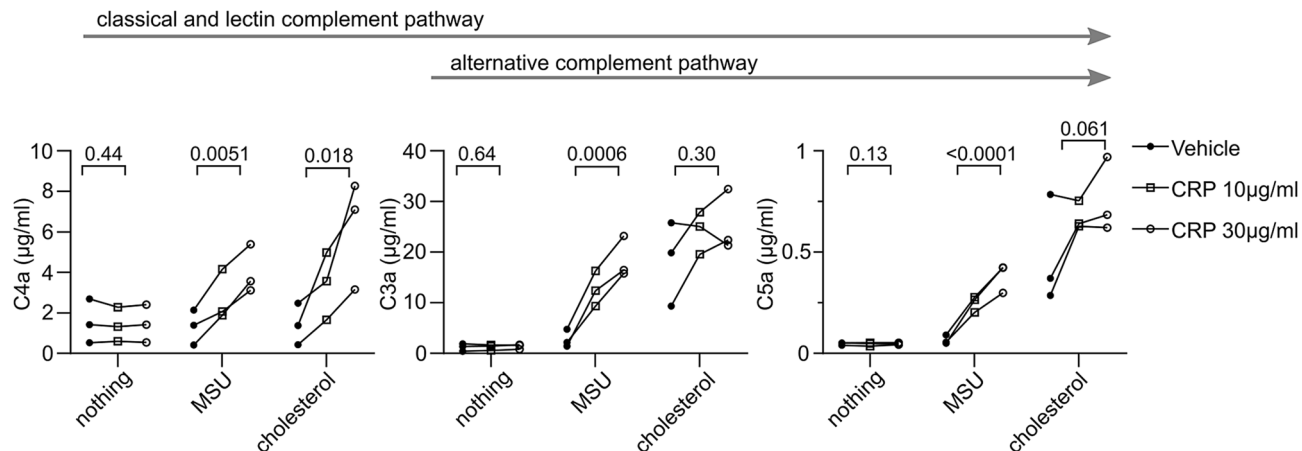 classical and lectin complement pathway
alternative complement pathway
C4a (µg/ml)
10
8
6
4
2
0
0.44
0.0051
0.018
nothing
MSU
cholesterol
C3a (µg/ml)
40
30
20
10
0
0.64
0.0006
0.30
nothing
MSU
cholesterol
C5a (µg/ml)
1
0.5
0
0.13
<0.0001
0.061
nothing
MSU
cholesterol
Vehicle
CRP 10µg/ml
CRP 30µg/ml